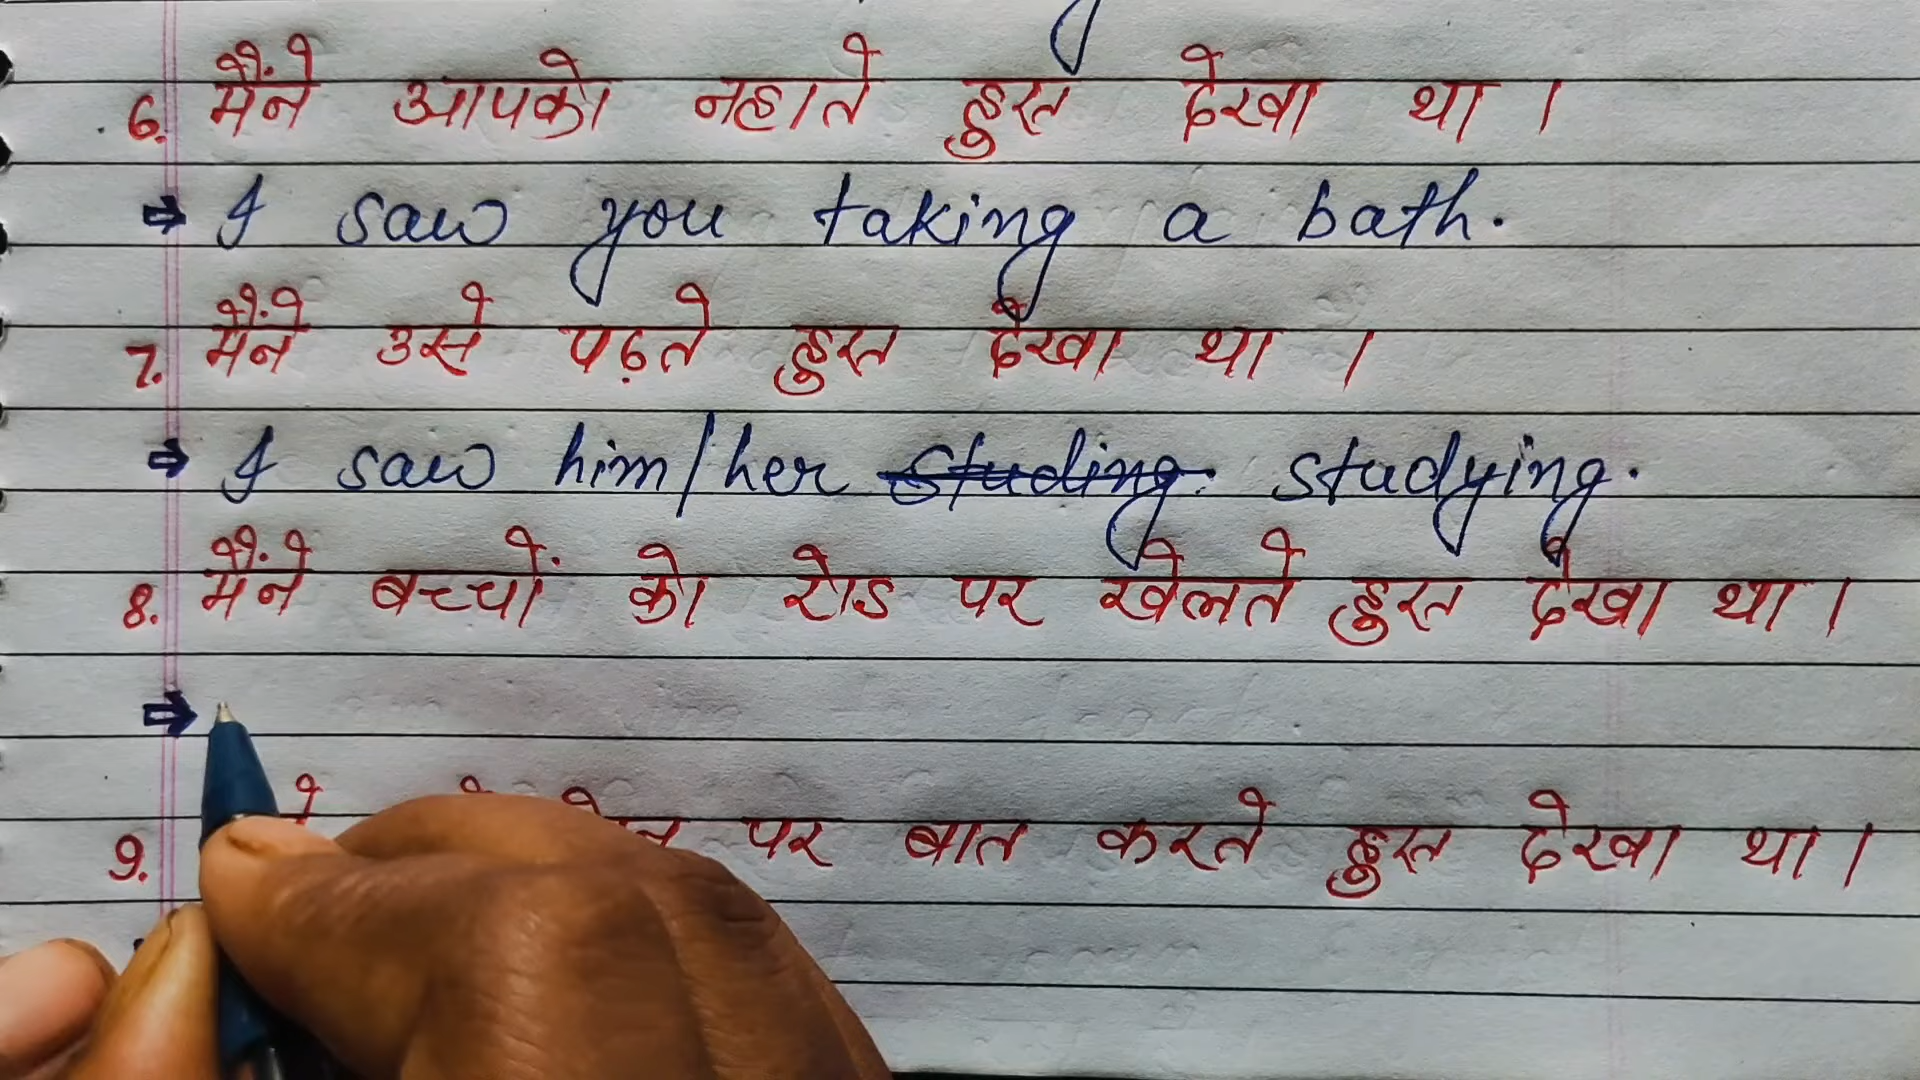 6. मैंने आपको नहाते हुए देखा था ।
⇒ I saw you taking a bath.
7. मैंने उसे पढ़ते हुए देखा था ।
⇒ I saw him/her studing. studying.
8. मैंने बच्चों को रोड पर खेलते हुए देखा था ।
⇒
9. पर बात करते हुए देखा था ।